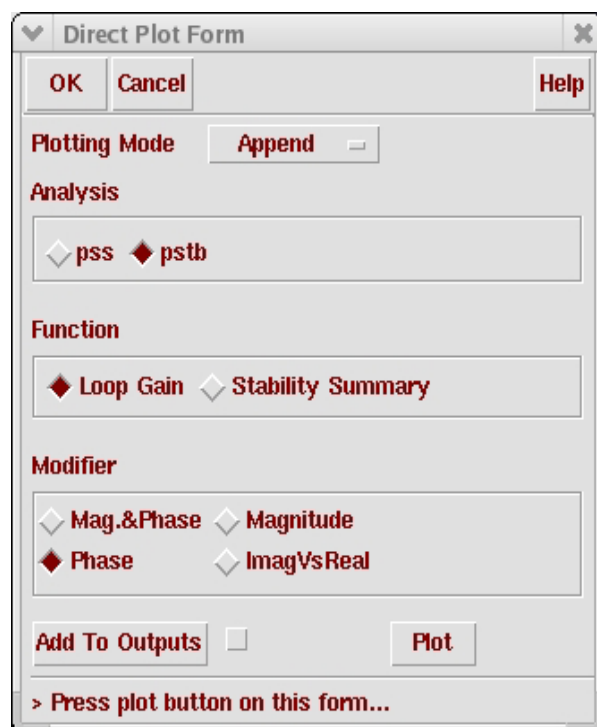 Direct Plot Form
OK Cancel Help
Plotting Mode Append
Analysis
pss pstb
Function
Loop Gain Stability Summary
Modifier
Mag.&Phase Magnitude
Phase ImagVsReal
Add To Outputs Plot
> Press plot button on this form...